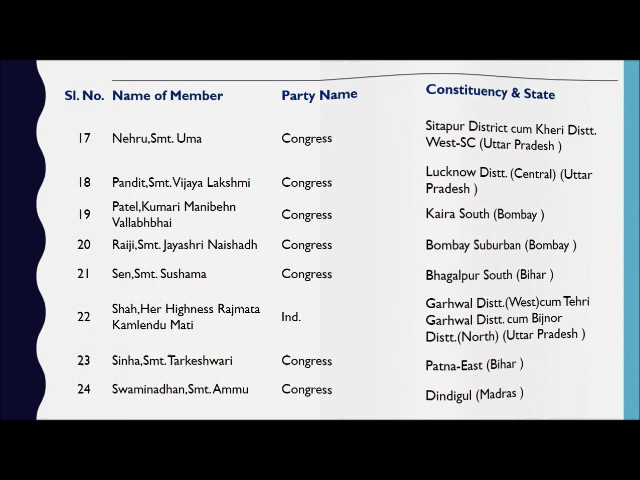 Sl. No. Name of Member Party Name Constituency & State
17 Nehru,Smt. Uma Congress Sitapur District cum Kheri Distt.
West-SC (Uttar Pradesh )
18 Pandit,Smt.Vijaya Lakshmi Congress Lucknow Distt. (Central) (Uttar
Pradesh )
19 Patel,Kumari Manibehn
Vallabhbhai Congress Kaira South (Bombay )
20 Raiji,Smt. Jayashri Naishadh Congress Bombay Suburban (Bombay )
21 Sen,Smt. Sushama Congress Bhagalpur South (Bihar )
22 Shah,Her Highness Rajmata
Kamlendu Mati Ind. Garhwal Distt.(West)cum Tehri
Garhwal Distt. cum Bijnor
Distt.(North) (Uttar Pradesh )
23 Sinha,Smt. Tarkeshwari Congress Patna-East (Bihar )
24 Swaminadhan,Smt. Ammu Congress Dindigul (Madras )